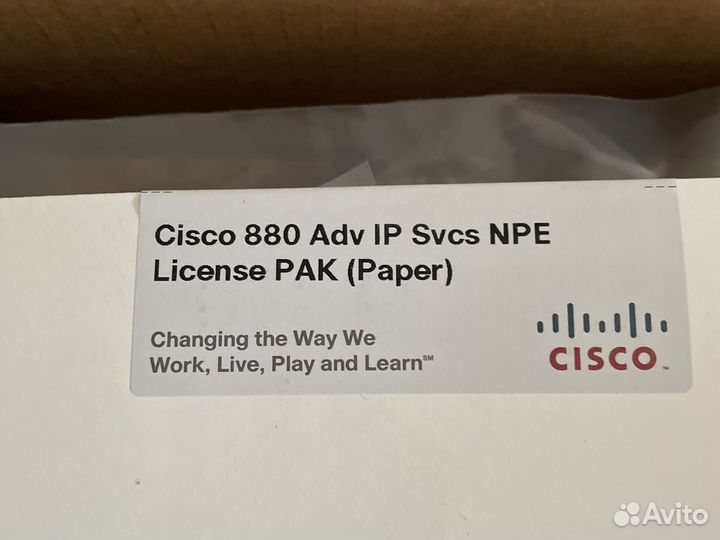 Cisco 880 Adv IP Svcs NPE
License PAK (Paper)
Changing the Way We
Work, Live, Play and Learn℠
CISCO™
Avito